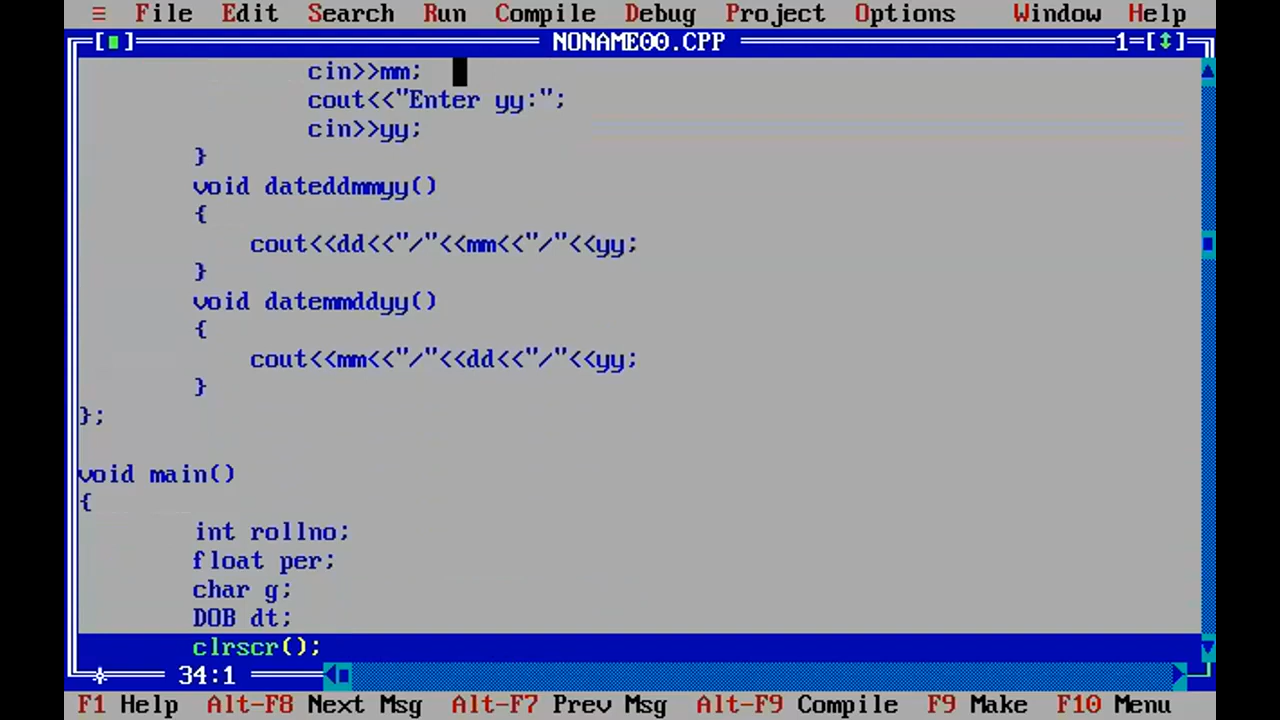 ≡ File Edit Search Run Compile Debug Project Options Window Help
[■] NONAME00.CPP 1=[↕]
cin>>mm;
cout<<"Enter yy:";
cin>>yy;
}
void dateddmmyy()
{
cout<<dd<<"/"<<mm<<"/"<<yy;
}
void datemmddyy()
{
cout<<mm<<"/"<<dd<<"/"<<yy;
}
};
void main()
{
int rollno;
float per;
char g;
DOB dt;
clrscr();
34:1
F1 Help Alt-F8 Next Msg Alt-F7 Prev Msg Alt-F9 Compile F9 Make F10 Menu